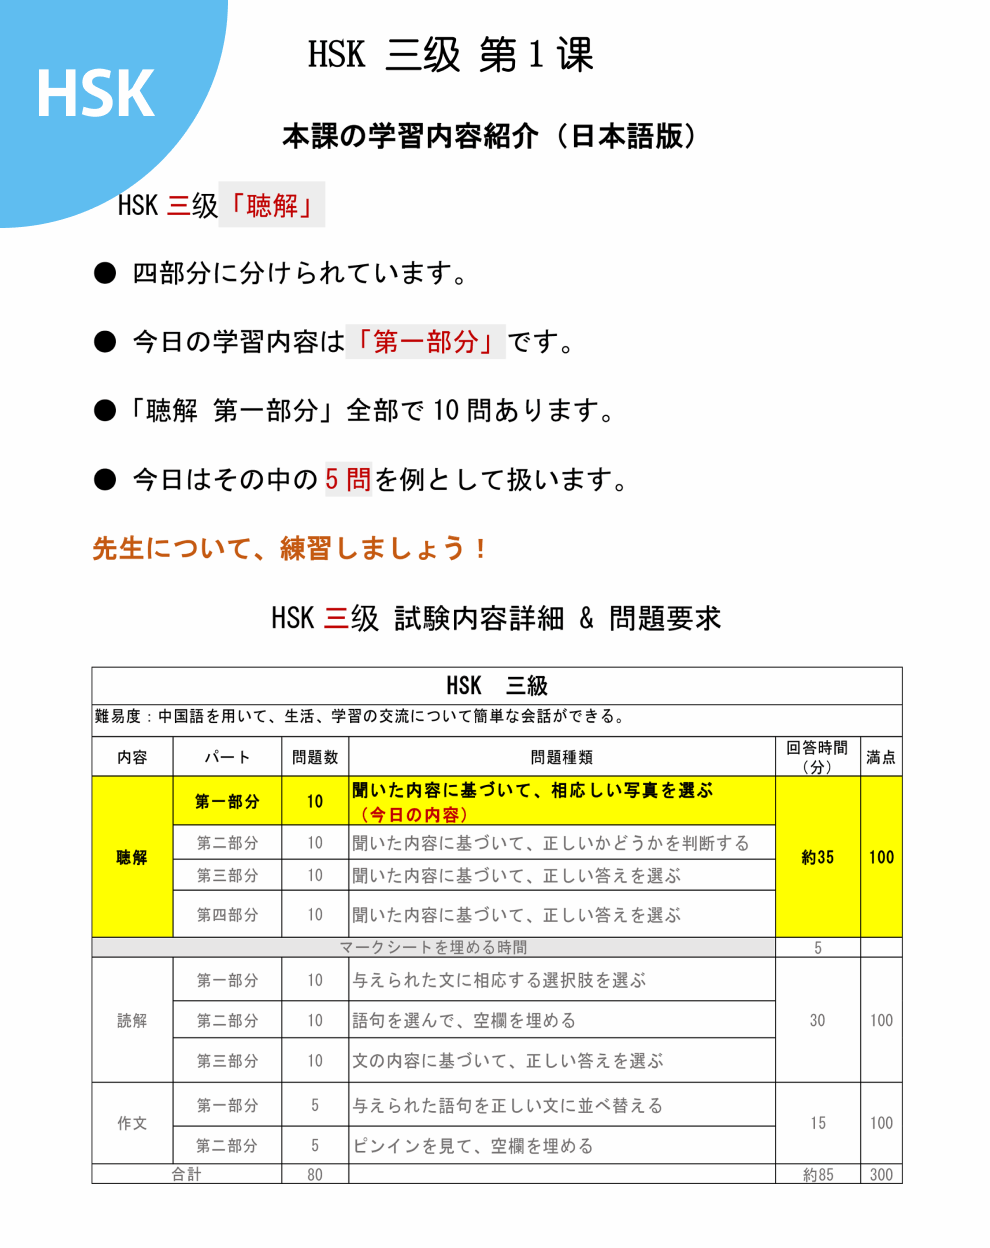 HSK
HSK 三级 第1课
本課の学習内容紹介（日本語版）
HSK 三级「聴解」
● 四部分に分けられています。
● 今日の学習内容は「第一部分」です。
●「聴解 第一部分」全部で10問あります。
● 今日はその中の5問を例として扱います。
先生について、練習しましょう！
HSK 三级 試験内容詳細 & 問題要求
HSK 三級
難易度：中国語を用いて、生活、学習の交流について簡単な会話ができる。
内容 パート 問題数 問題種類 回答時間（分） 満点
聴解 第一部分 10 聞いた内容に基づいて、相応しい写真を選ぶ
（今日の内容）
第二部分 10 聞いた内容に基づいて、正しいかどうかを判断する
約35 100
第三部分 10 聞いた内容に基づいて、正しい答えを選ぶ
第四部分 10 聞いた内容に基づいて、正しい答えを選ぶ
マークシートを埋める時間 5
読解 第一部分 10 与えられた文に相応する選択肢を選ぶ
第二部分 10 語句を選んで、空欄を埋める 30 100
第三部分 10 文の内容に基づいて、正しい答えを選ぶ
作文 第一部分 5 与えられた語句を正しい文に並べ替える 15 100
第二部分 5 ピンインを見て、空欄を埋める
合計 80 約85 300